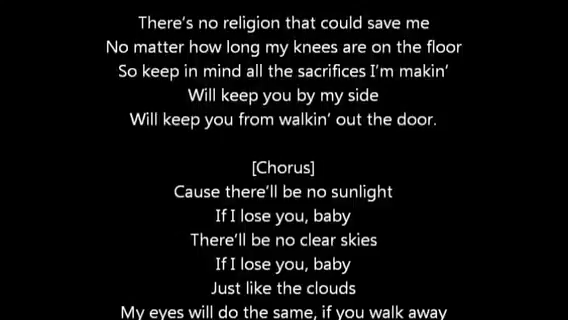 There's no religion that could save me
No matter how long my knees are on the floor
So keep in mind all the sacrifices I'm makin'
Will keep you by my side
Will keep you from walkin' out the door.
[Chorus]
Cause there'll be no sunlight
If I lose you, baby
There'll be no clear skies
If I lose you, baby
Just like the clouds
My eyes will do the same, if you walk away